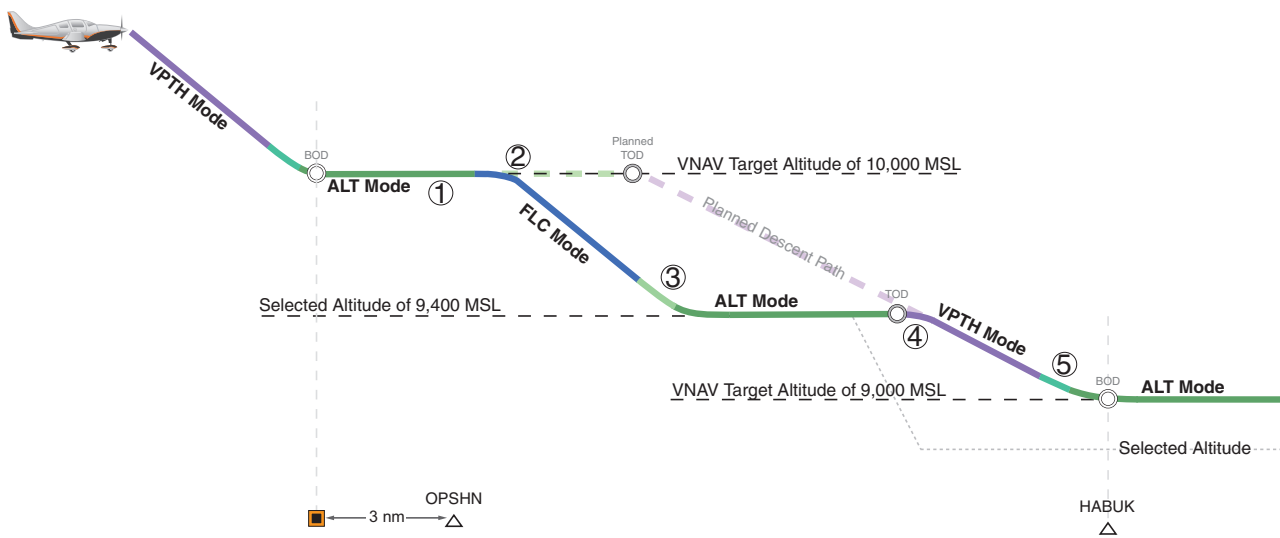 VPTH Mode
BOD
ALT Mode
①
②
Planned
TOD
VNAV Target Altitude of 10,000 MSL
FLC Mode
Planned Descent Path
③
Selected Altitude of 9,400 MSL
ALT Mode
TOD
④
VPTH Mode
⑤
VNAV Target Altitude of 9,000 MSL
BOD
ALT Mode
Selected Altitude
OPSHN
3 nm
HABUK